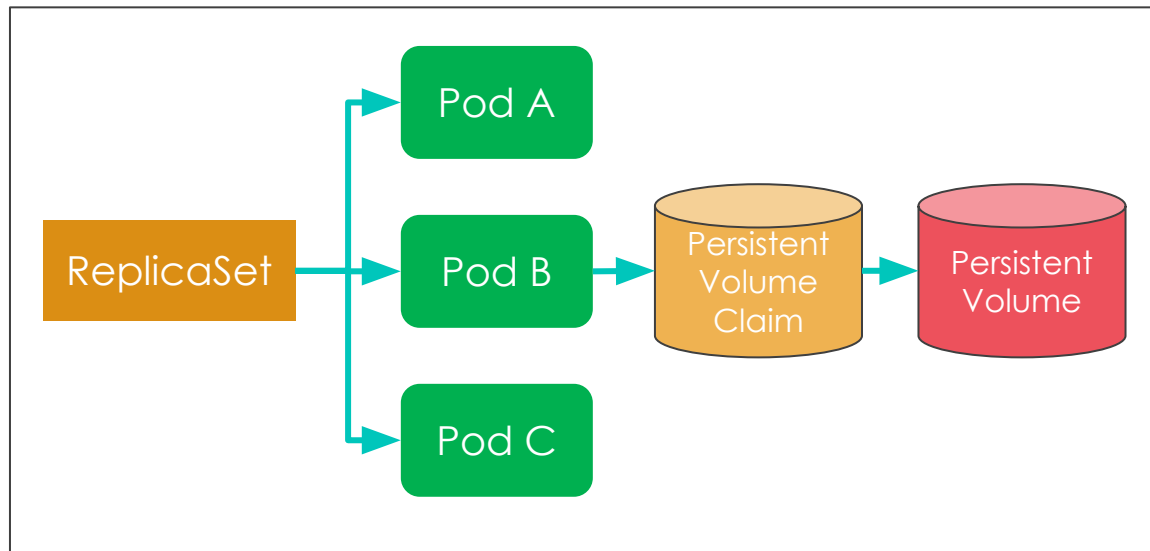 Pod A
ReplicaSet
Pod B
Persistent
Volume
Claim
Persistent
Volume
Pod C